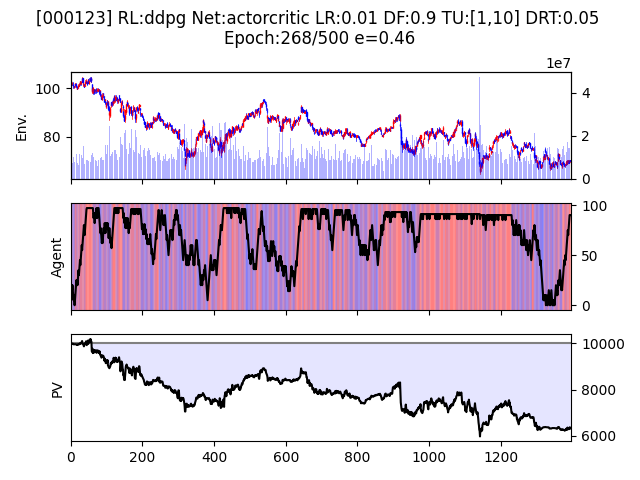 [000123] RL:ddpg Net:actorcritic LR:0.01 DF:0.9 TU:[1,10] DRT:0.05
Epoch:268/500 e=0.46
1e7
100
80
Env.
4
2
0
Agent
100
50
0
PV
10000
8000
6000
0 200 400 600 800 1000 1200